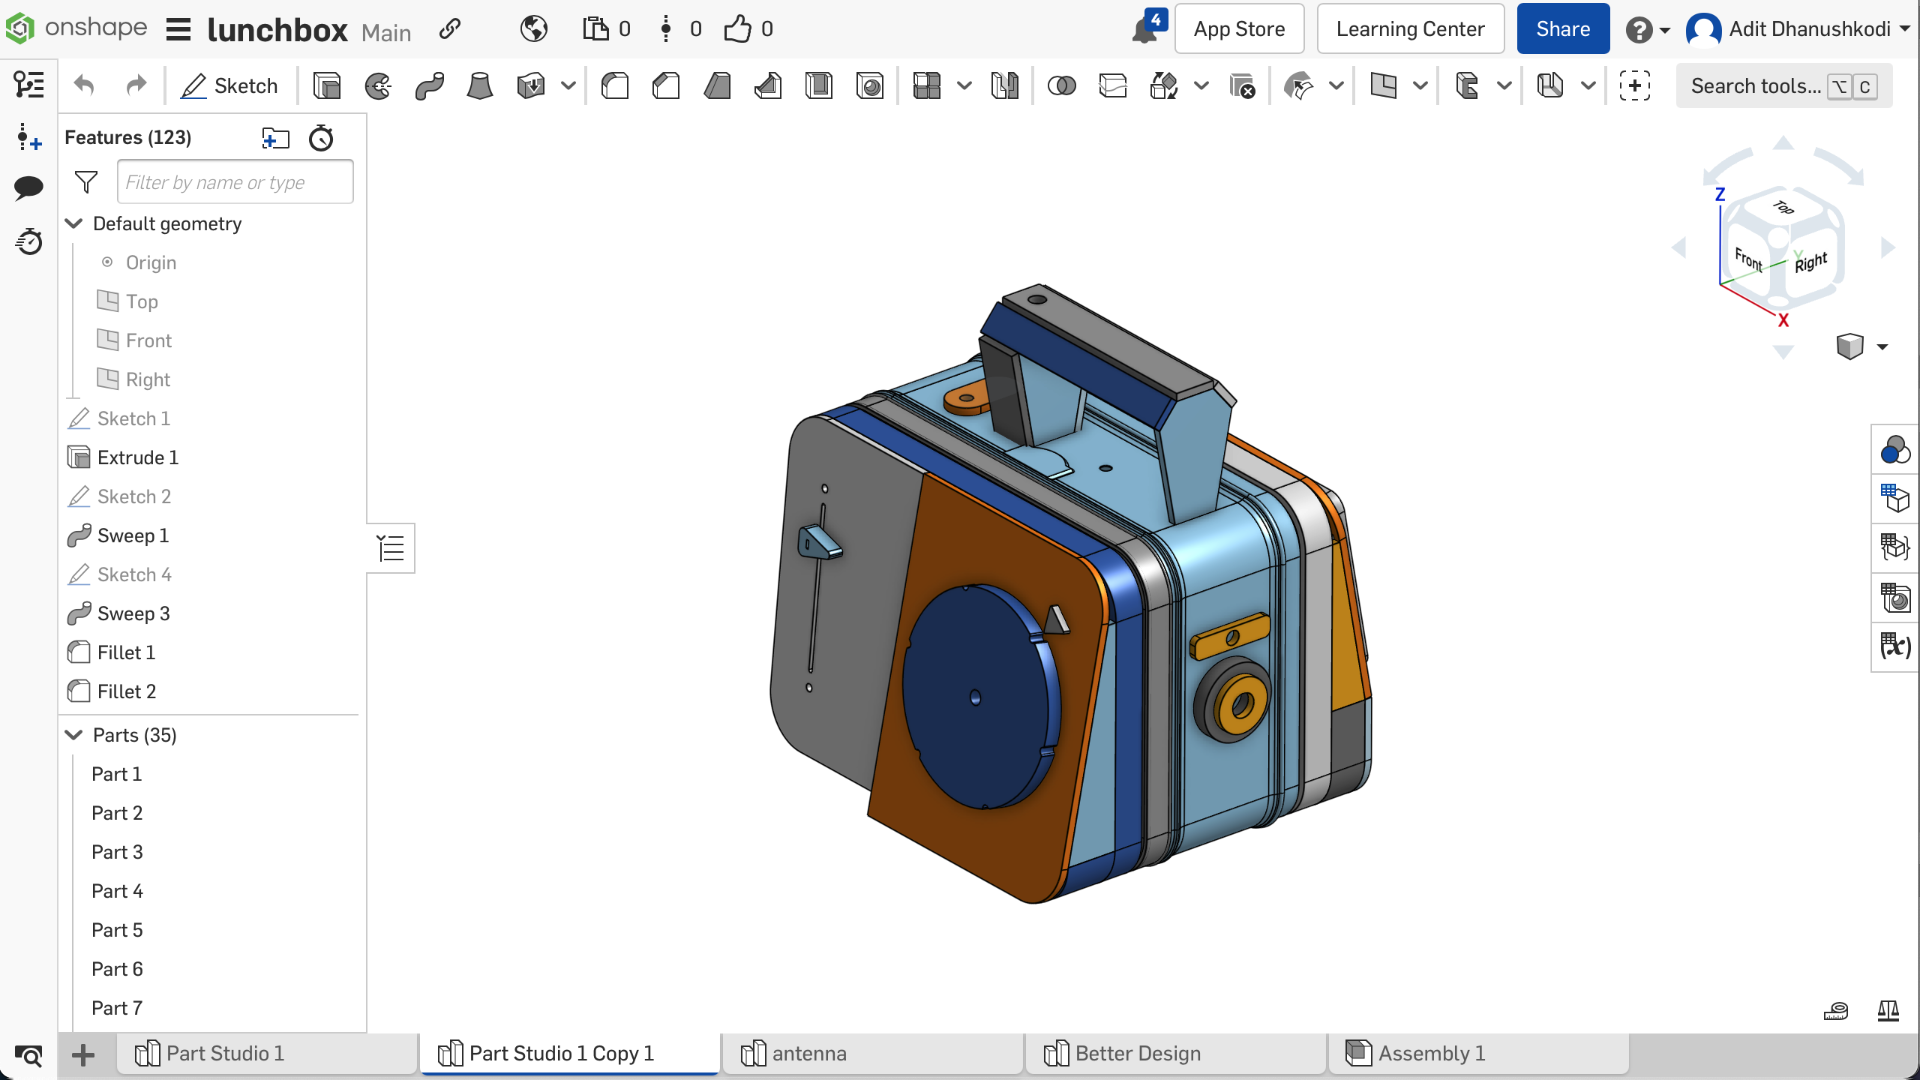 onshape lunchbox Main 0 0 0 4 App Store Learning Center Share ? Adit Dhanushkodi
Sketch Search tools... ⌥ C
Features (123)
Filter by name or type
Default geometry
Origin
Top
Front
Right
Sketch 1
Extrude 1
Sketch 2
Sweep 1
Sketch 4
Sweep 3
Fillet 1
Fillet 2
Parts (35)
Part 1
Part 2
Part 3
Part 4
Part 5
Part 6
Part 7
Z
Top
Front
Y
Right
X
(x)
Part Studio 1 Part Studio 1 Copy 1 antenna Better Design Assembly 1